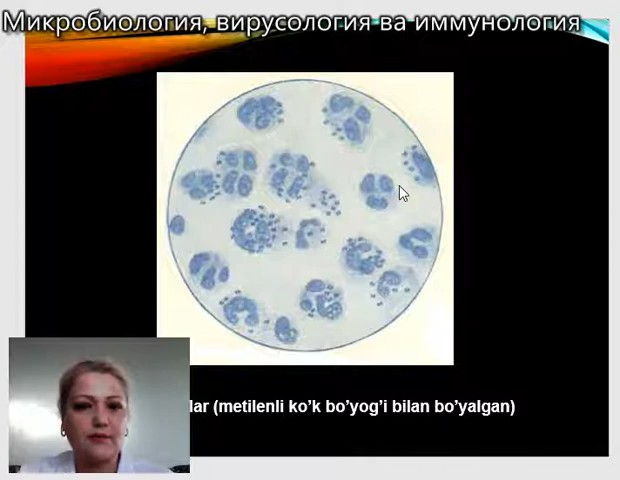 Микробиология, вирусология ва иммунология
lar (metilenli ko’k bo’yog’i bilan bo’yalgan)